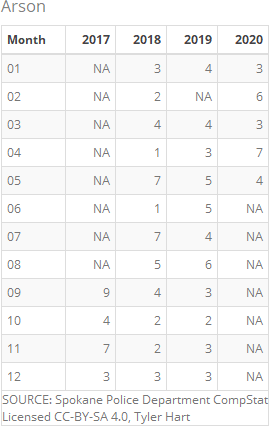 Arson
Month 2017 2018 2019 2020
01 NA 3 4 3
02 NA 2 NA 6
03 NA 4 4 3
04 NA 1 3 7
05 NA 7 5 4
06 NA 1 5 NA
07 NA 7 4 NA
08 NA 5 6 NA
09 9 4 3 NA
10 4 2 2 NA
11 7 2 3 NA
12 3 3 3 NA
SOURCE: Spokane Police Department CompStat
Licensed CC-BY-SA 4.0, Tyler Hart